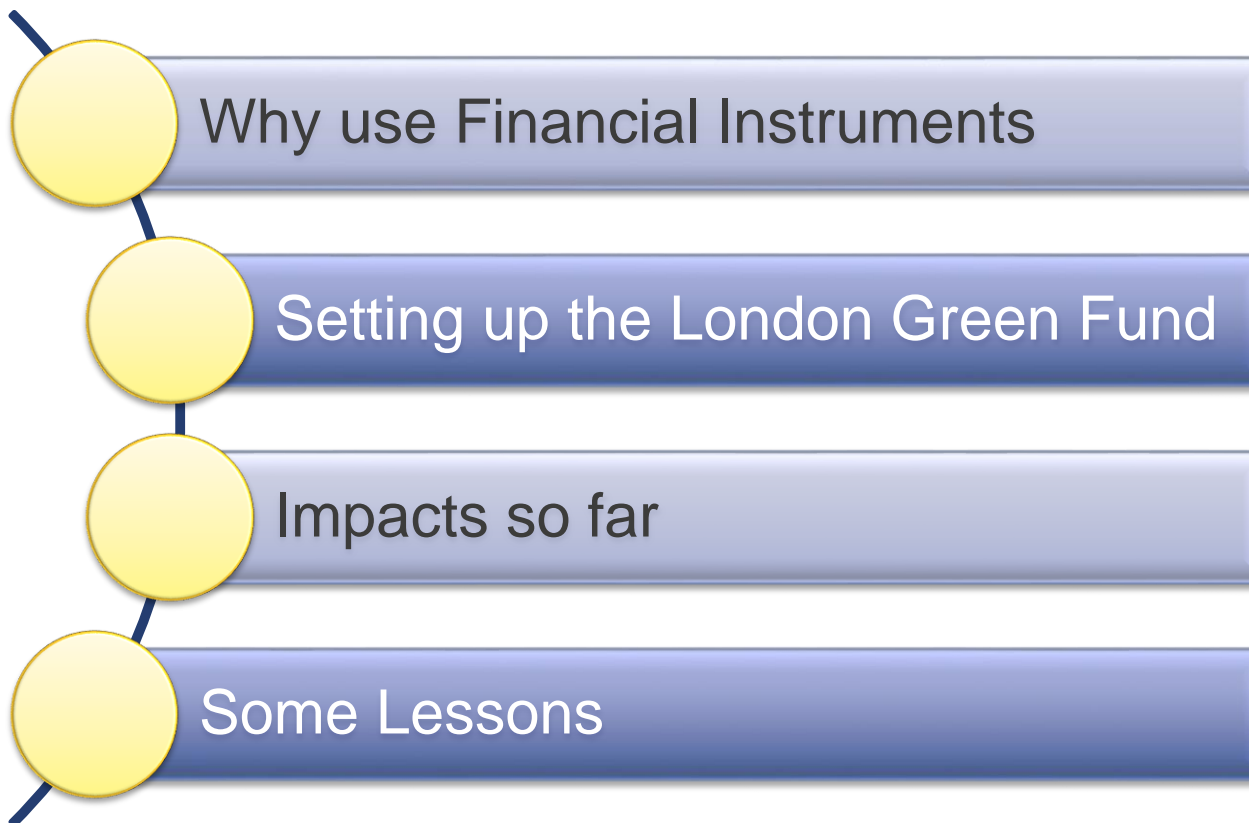 Why use Financial Instruments
Setting up the London Green Fund
Impacts so far
Some Lessons